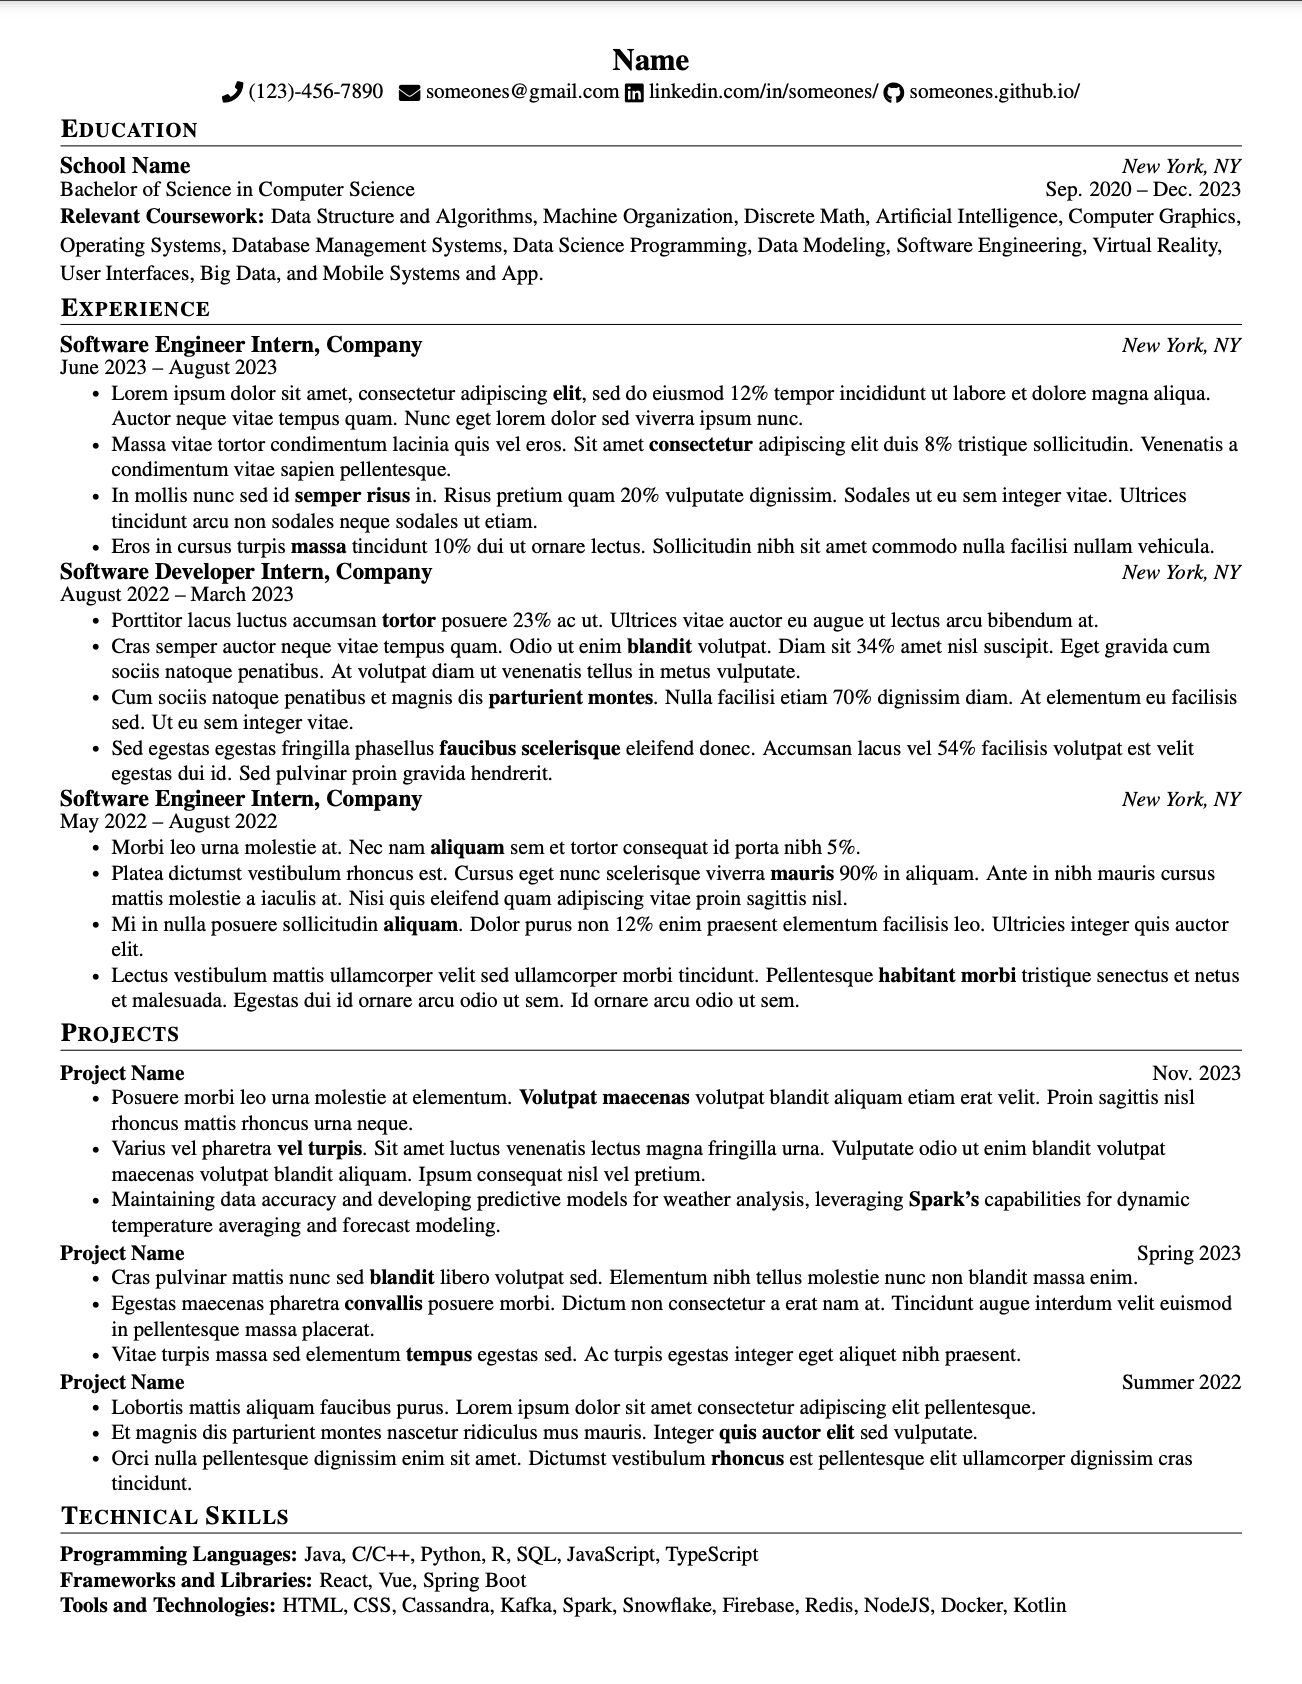 Name
(123)-456-7890 someones@gmail.com linkedin.com/in/someones/ someones.github.io/
EDUCATION
School Name New York, NY
Bachelor of Science in Computer Science Sep. 2020 – Dec. 2023
Relevant Coursework: Data Structure and Algorithms, Machine Organization, Discrete Math, Artificial Intelligence, Computer Graphics,
Operating Systems, Database Management Systems, Data Science Programming, Data Modeling, Software Engineering, Virtual Reality,
User Interfaces, Big Data, and Mobile Systems and App.
EXPERIENCE
Software Engineer Intern, Company New York, NY
June 2023 – August 2023
• Lorem ipsum dolor sit amet, consectetur adipiscing elit, sed do eiusmod 12% tempor incididunt ut labore et dolore magna aliqua.
Auctor neque vitae tempus quam. Nunc eget lorem dolor sed viverra ipsum nunc.
• Massa vitae tortor condimentum lacinia quis vel eros. Sit amet consectetur adipiscing elit duis 8% tristique sollicitudin. Venenatis a
condimentum vitae sapien pellentesque.
• In mollis nunc sed id semper risus in. Risus pretium quam 20% vulputate dignissim. Sodales ut eu sem integer vitae. Ultrices
tincidunt arcu non sodales neque sodales ut etiam.
• Eros in cursus turpis massa tincidunt 10% dui ut ornare lectus. Sollicitudin nibh sit amet commodo nulla facilisi nullam vehicula.
Software Developer Intern, Company New York, NY
August 2022 – March 2023
• Porttitor lacus luctus accumsan tortor posuere 23% ac ut. Ultrices vitae auctor eu augue ut lectus arcu bibendum at.
• Cras semper auctor neque vitae tempus quam. Odio ut enim blandit volutpat. Diam sit 34% amet nisl suscipit. Eget gravida cum
sociis natoque penatibus. At volutpat diam ut venenatis tellus in metus vulputate.
• Cum sociis natoque penatibus et magnis dis parturient montes. Nulla facilisi etiam 70% dignissim diam. At elementum eu facilisis
sed. Ut eu sem integer vitae.
• Sed egestas egestas fringilla phasellus faucibus scelerisque eleifend donec. Accumsan lacus vel 54% facilisis volutpat est velit
egestas dui id. Sed pulvinar proin gravida hendrerit.
Software Engineer Intern, Company New York, NY
May 2022 – August 2022
• Morbi leo urna molestie at. Nec nam aliquam sem et tortor consequat id porta nibh 5%.
• Platea dictumst vestibulum rhoncus est. Cursus eget nunc scelerisque viverra mauris 90% in aliquam. Ante in nibh mauris cursus
mattis molestie a iaculis at. Nisi quis eleifend quam adipiscing vitae proin sagittis nisl.
• Mi in nulla posuere sollicitudin aliquam. Dolor purus non 12% enim praesent elementum facilisis leo. Ultricies integer quis auctor
elit.
• Lectus vestibulum mattis ullamcorper velit sed ullamcorper morbi tincidunt. Pellentesque habitant morbi tristique senectus et netus
et malesuada. Egestas dui id ornare arcu odio ut sem. Id ornare arcu odio ut sem.
PROJECTS
Project Name Nov. 2023
• Posuere morbi leo urna molestie at elementum. Volutpat maecenas volutpat blandit aliquam etiam erat velit. Proin sagittis nisl
rhoncus mattis rhoncus urna neque.
• Varius vel pharetra vel turpis. Sit amet luctus venenatis lectus magna fringilla urna. Vulputate odio ut enim blandit volutpat
maecenas volutpat blandit aliquam. Ipsum consequat nisl vel pretium.
• Maintaining data accuracy and developing predictive models for weather analysis, leveraging Spark's capabilities for dynamic
temperature averaging and forecast modeling.
Project Name Spring 2023
• Cras pulvinar mattis nunc sed blandit libero volutpat sed. Elementum nibh tellus molestie nunc non blandit massa enim.
• Egestas maecenas pharetra convallis posuere morbi. Dictum non consectetur a erat nam at. Tincidunt augue interdum velit euismod
in pellentesque massa placerat.
• Vitae turpis massa sed elementum tempus egestas sed. Ac turpis egestas integer eget aliquet nibh praesent.
Project Name Summer 2022
• Lobortis mattis aliquam faucibus purus. Lorem ipsum dolor sit amet consectetur adipiscing elit pellentesque.
• Et magnis dis parturient montes nascetur ridiculus mus mauris. Integer quis auctor elit sed vulputate.
• Orci nulla pellentesque dignissim enim sit amet. Dictumst vestibulum rhoncus est pellentesque elit ullamcorper dignissim cras
tincidunt.
TECHNICAL SKILLS
Programming Languages: Java, C/C++, Python, R, SQL, JavaScript, TypeScript
Frameworks and Libraries: React, Vue, Spring Boot
Tools and Technologies: HTML, CSS, Cassandra, Kafka, Spark, Snowflake, Firebase, Redis, NodeJS, Docker, Kotlin